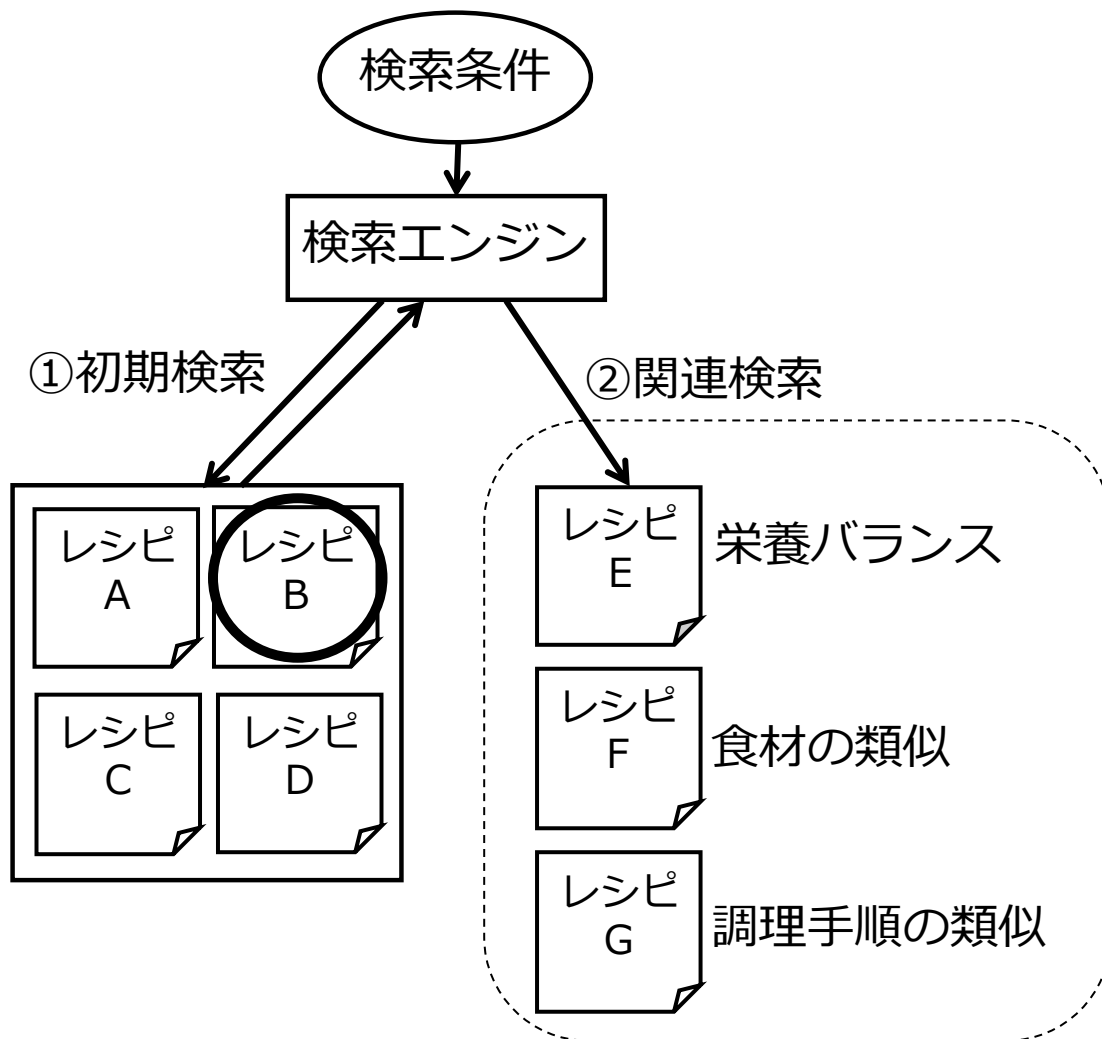 検索条件
検索エンジン
①初期検索
②関連検索
レシピ
A
レシピ
B
レシピ
C
レシピ
D
レシピ
E
栄養バランス
レシピ
F
食材の類似
レシピ
G
調理手順の類似